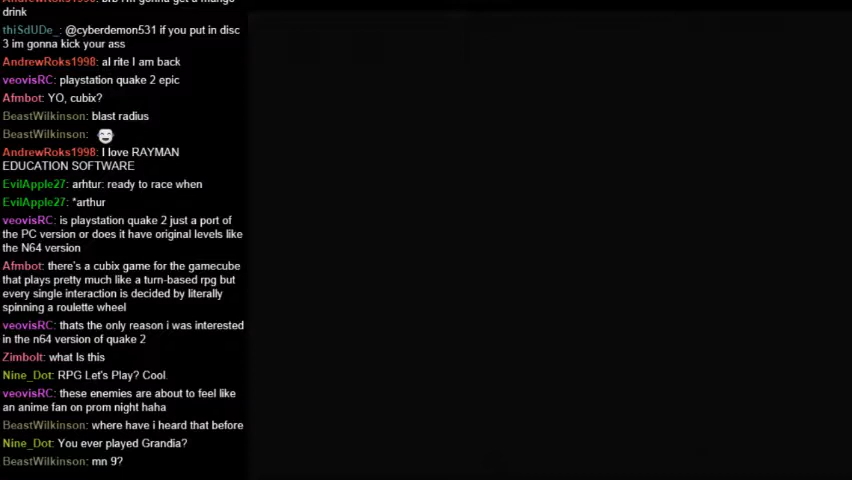 drink
thiSdUDe_: @cyberdemon531 if you put in disc
3 im gonna kick your ass
AndrewRoks1998: al rite I am back
veovisRC: playstation quake 2 epic
Afmbot: YO, cubix?
BeastWilkinson: blast radius
BeastWilkinson:
AndrewRoks1998: I love RAYMAN
EDUCATION SOFTWARE
EvilApple27: arhtur: ready to race when
EvilApple27: *arthur
veovisRC: is playstation quake 2 just a port of
the PC version or does it have original levels like
the N64 version
Afmbot: there's a cubix game for the gamecube
that plays pretty much like a turn-based rpg but
every single interaction is decided by literally
spinning a roulette wheel
veovisRC: thats the only reason i was interested
in the n64 version of quake 2
Zimbolt: what Is this
Nine_Dot: RPG Let's Play? Cool.
veovisRC: these enemies are about to feel like
an anime fan on prom night haha
BeastWilkinson: where have i heard that before
Nine_Dot: You ever played Grandia?
BeastWilkinson: mn 9?